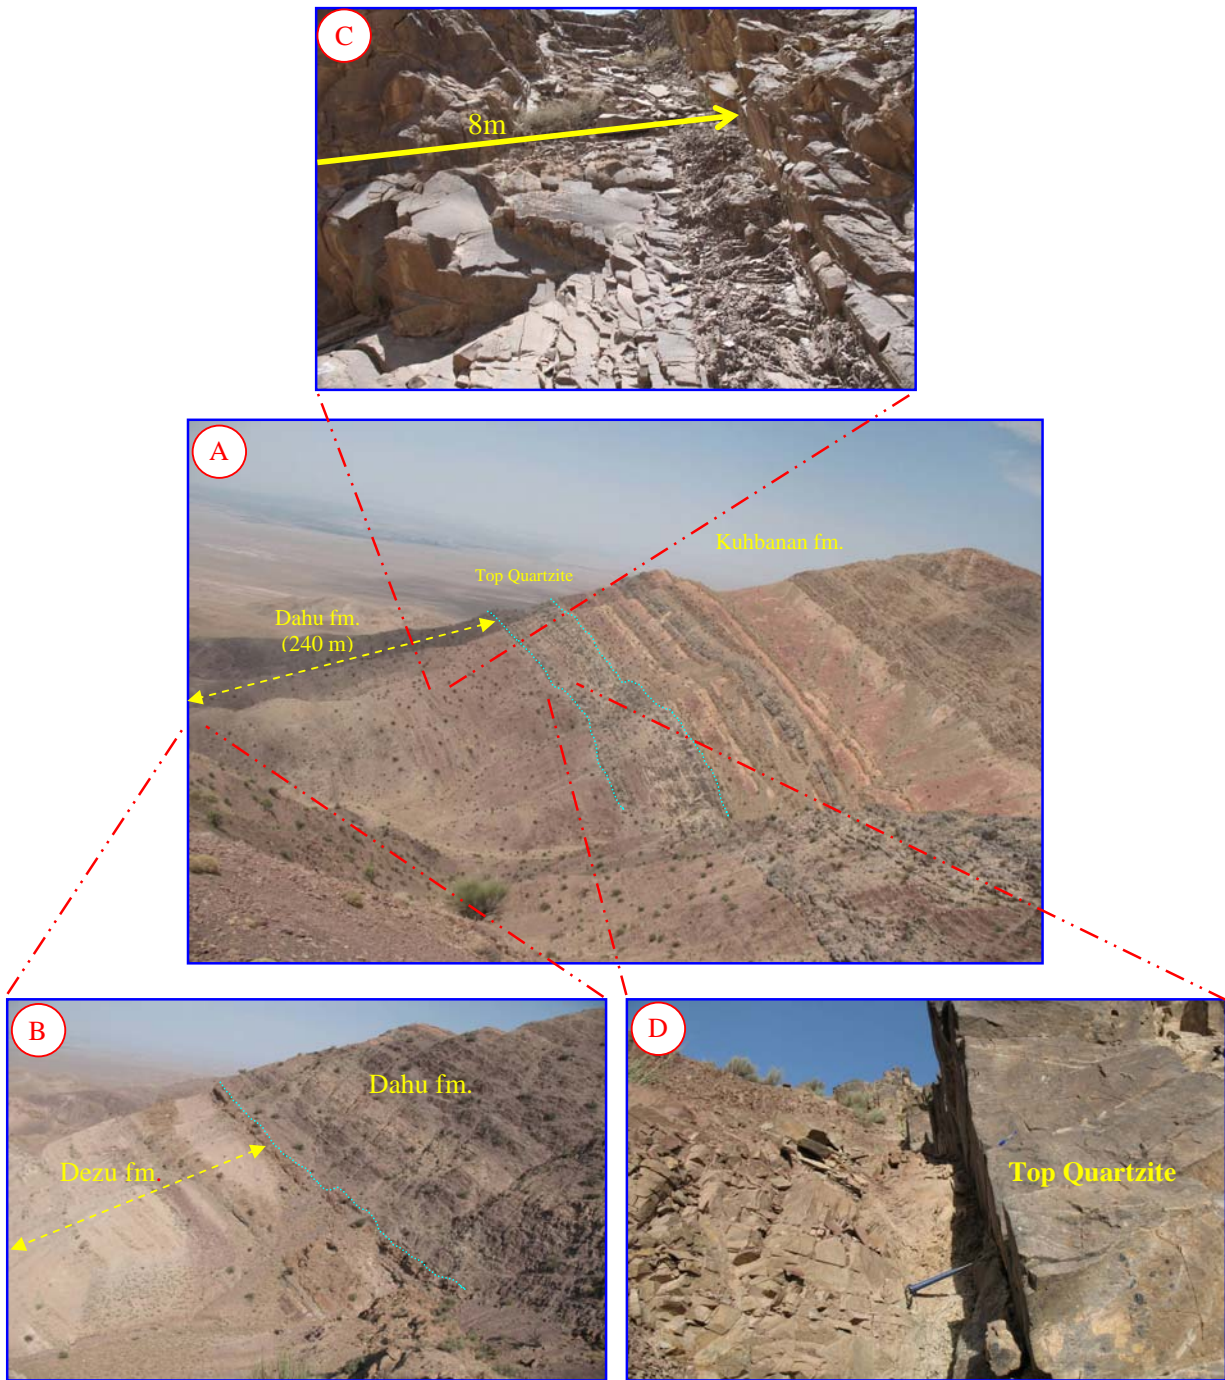 C
8m
A
Kuhbanan fm.
Top Quartzite
Dahu fm.
(240 m)
B
Dahu fm.
Dezu fm.
D
Top Quartzite